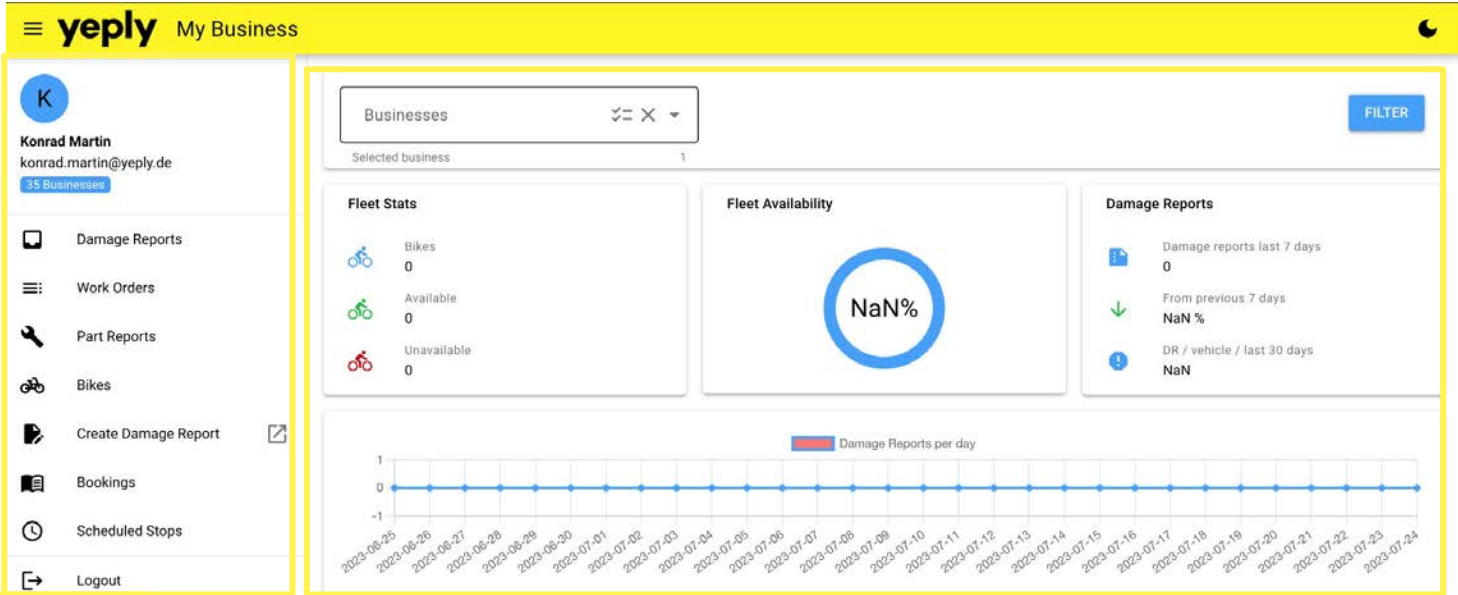 yeply My Business
K
Konrad Martin
konrad.martin@yeply.de
35 Businesses
Damage Reports
Work Orders
Part Reports
Bikes
Create Damage Report
Bookings
Scheduled Stops
Logout
Businesses
Selected business 1
FILTER
Fleet Stats
Bikes
0
Available
0
Unavailable
0
Fleet Availability
NaN%
Damage Reports
Damage reports last 7 days
0
From previous 7 days
NaN %
DR / vehicle / last 30 days
NaN
Damage Reports per day
1
0
-1
2023-06-25
2023-06-26
2023-06-27
2023-06-28
2023-06-29
2023-06-30
2023-07-01
2023-07-02
2023-07-03
2023-07-04
2023-07-05
2023-07-06
2023-07-07
2023-07-08
2023-07-09
2023-07-10
2023-07-11
2023-07-12
2023-07-13
2023-07-14
2023-07-15
2023-07-16
2023-07-17
2023-07-18
2023-07-19
2023-07-20
2023-07-21
2023-07-22
2023-07-23
2023-07-24